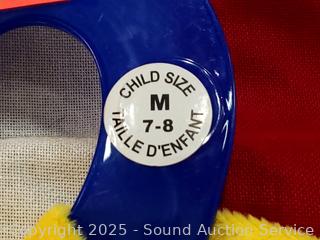 CHILD SIZE
M
7-8
TAILLE D'ENFANT
Copyright 2025 - Sound Auction Service